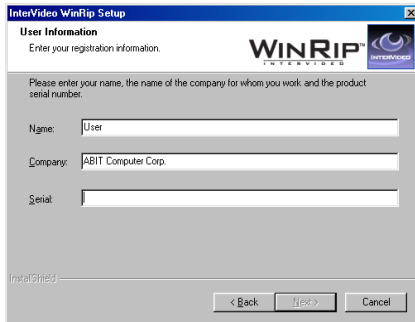 InterVideo WinRip Setup
User Information
Enter your registration information.
WINRIP™
INTERVIDEO
INTERVIDEO
Please enter your name, the name of the company for whom you work and the product
serial number.
Name: User
Company: ABIT Computer Corp.
Serial:
InstallShield
< Back Next > Cancel